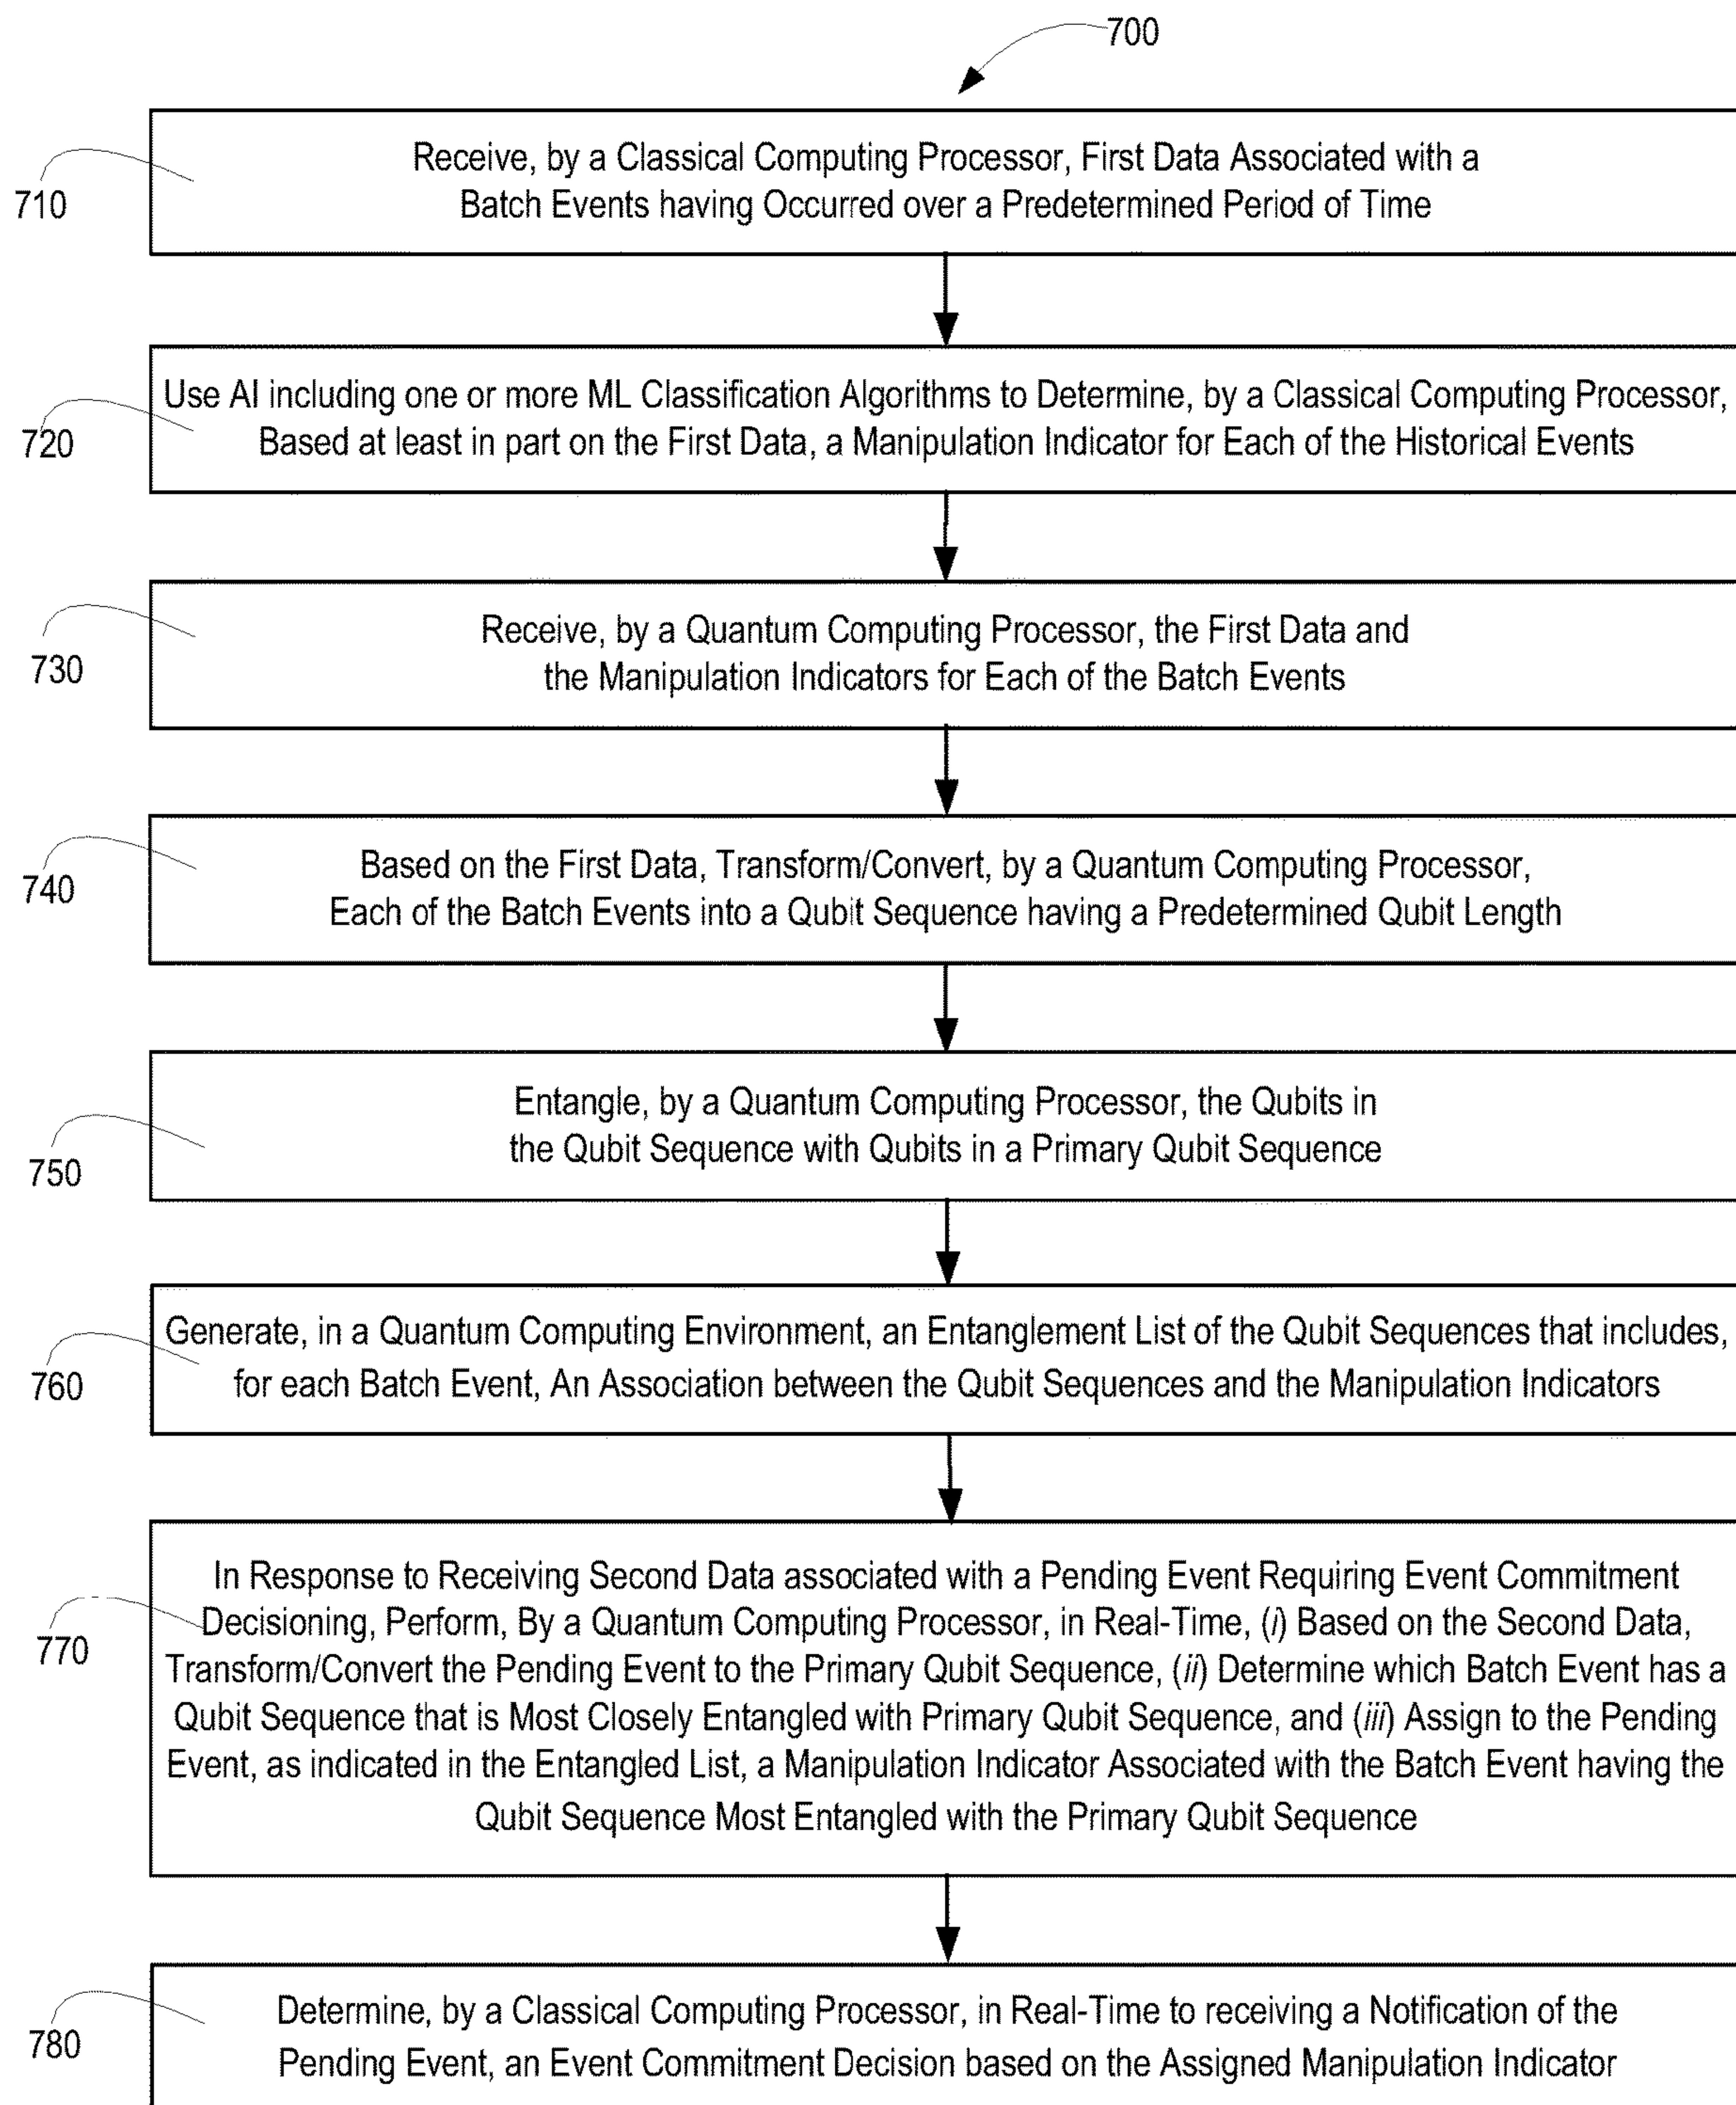 700
710
Receive, by a Classical Computing Processor, First Data Associated with a
Batch Events having Occurred over a Predetermined Period of Time
720
Use AI including one or more ML Classification Algorithms to Determine, by a Classical Computing Processor,
Based at least in part on the First Data, a Manipulation Indicator for Each of the Historical Events
730
Receive, by a Quantum Computing Processor, the First Data and
the Manipulation Indicators for Each of the Batch Events
740
Based on the First Data, Transform/Convert, by a Quantum Computing Processor,
Each of the Batch Events into a Qubit Sequence having a Predetermined Qubit Length
750
Entangle, by a Quantum Computing Processor, the Qubits in
the Qubit Sequence with Qubits in a Primary Qubit Sequence
760
Generate, in a Quantum Computing Environment, an Entanglement List of the Qubit Sequences that includes,
for each Batch Event, An Association between the Qubit Sequences and the Manipulation Indicators
770
In Response to Receiving Second Data associated with a Pending Event Requiring Event Commitment
Decisioning, Perform, By a Quantum Computing Processor, in Real-Time, (i) Based on the Second Data,
Transform/Convert the Pending Event to the Primary Qubit Sequence, (ii) Determine which Batch Event has a
Qubit Sequence that is Most Closely Entangled with Primary Qubit Sequence, and (iii) Assign to the Pending
Event, as indicated in the Entangled List, a Manipulation Indicator Associated with the Batch Event having the
Qubit Sequence Most Entangled with the Primary Qubit Sequence
780
Determine, by a Classical Computing Processor, in Real-Time to receiving a Notification of the
Pending Event, an Event Commitment Decision based on the Assigned Manipulation Indicator